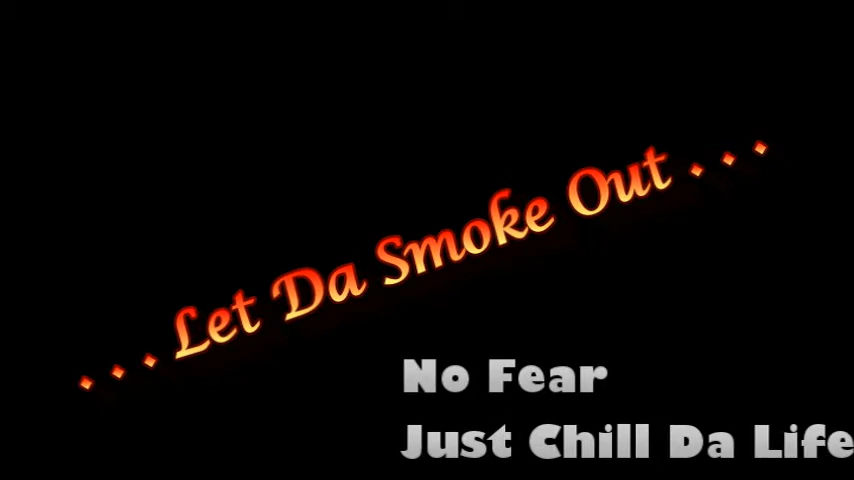 . . . Let Da Smoke Out . . .
No Fear
Just Chill Da Life